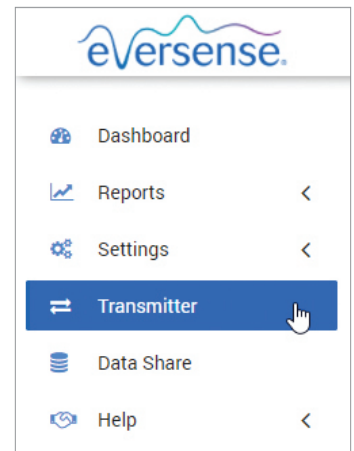 eversense.
Dashboard
Reports
Settings
Transmitter
Data Share
Help